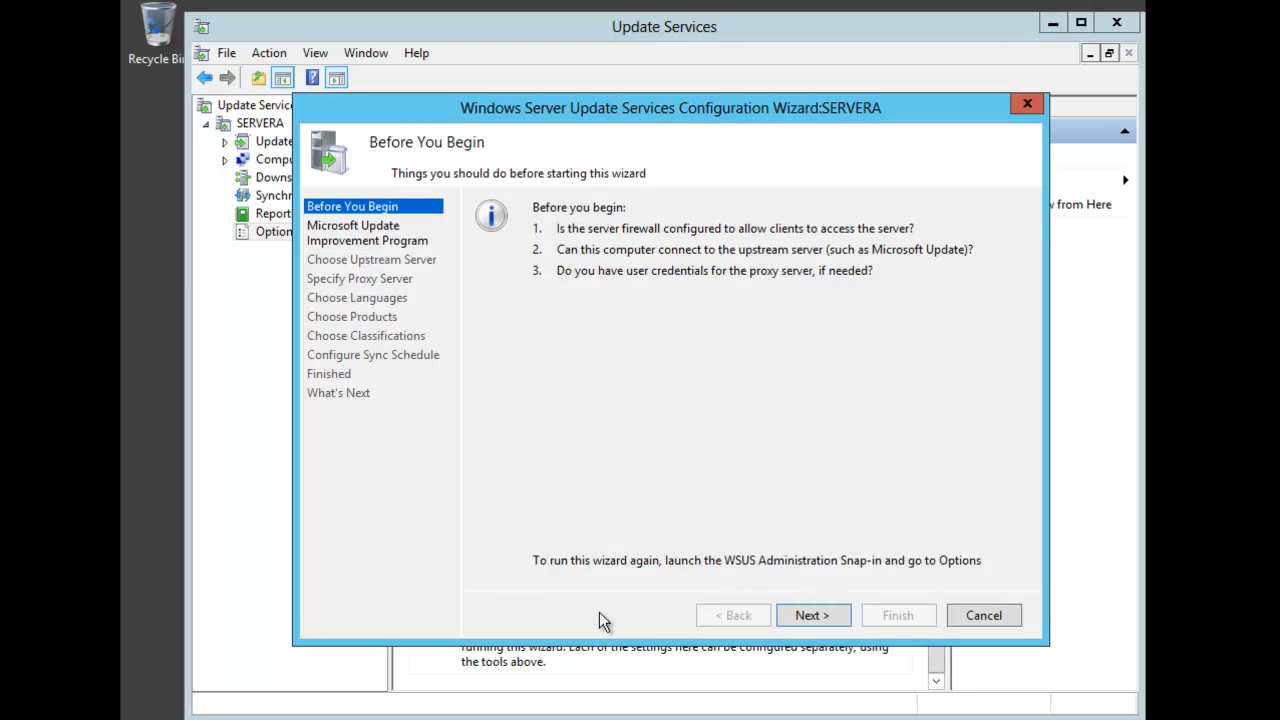 Recycle Bi
Update Services
File Action View Window Help
Update Servic
SERVERA
Update
Compu
Downs
Synchr
Report
Option
Windows Server Update Services Configuration Wizard:SERVERA
Before You Begin
Things you should do before starting this wizard
Before You Begin
Microsoft Update
Improvement Program
Choose Upstream Server
Specify Proxy Server
Choose Languages
Choose Products
Choose Classifications
Configure Sync Schedule
Finished
What's Next
Before you begin:
1. Is the server firewall configured to allow clients to access the server?
2. Can this computer connect to the upstream server (such as Microsoft Update)?
3. Do you have user credentials for the proxy server, if needed?
To run this wizard again, launch the WSUS Administration Snap-in and go to Options
< Back Next > Finish Cancel
w from Here
running this wizard. Each of the settings here can be configured separately, using
the tools above.